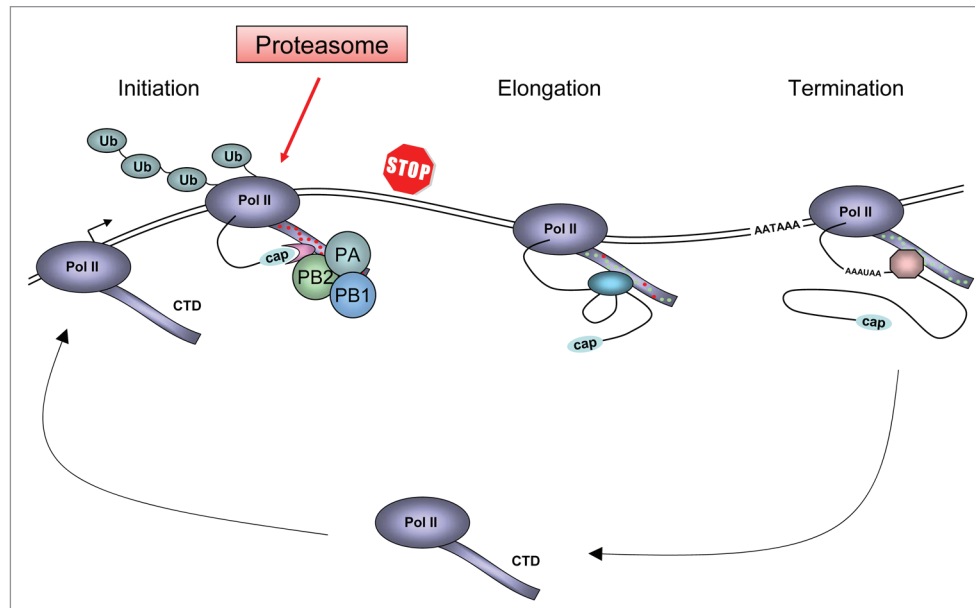 Proteasome
Initiation
Elongation
Termination
Ub
Ub
Ub
Ub
STOP
Pol II
Pol II
Pol II
Pol II
AATAAA
cap
PA
PB2
PB1
CTD
AAAUAA
cap
cap
Pol II
CTD